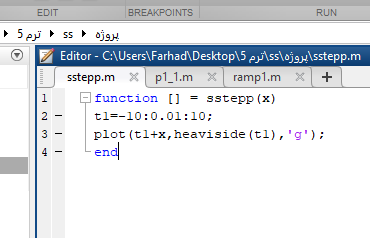 EDIT BREAKPOINTS RUN
پروژه ss ترم 5
Editor - C:\Users\Farhad\Desktop\ترم 5\ss\پروژه\sstepp.m
sstepp.m p1_1.m ramp1.m
1 function [] = sstepp(x)
2 - t1=-10:0.01:10;
3 - plot(t1+x,heaviside(t1),'g');
4 - end